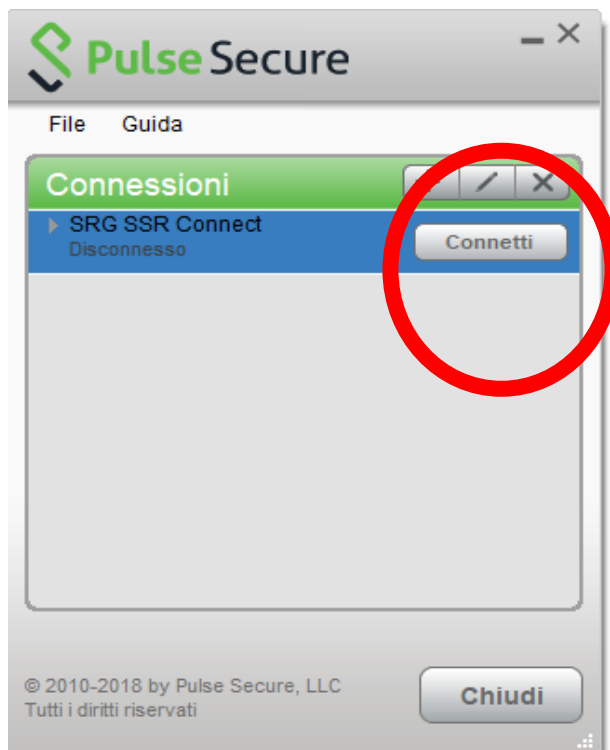 Pulse Secure
File Guida
Connessioni
SRG SSR Connect
Disconnesso
Connetti
© 2010-2018 by Pulse Secure, LLC
Tutti i diritti riservati
Chiudi